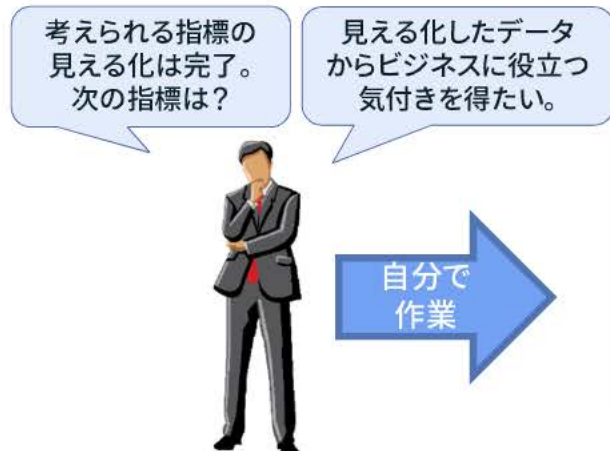 考えられる指標の
見える化は完了。
次の指標は？
見える化したデータ
からビジネスに役立つ
気付きを得たい。
自分で
作業